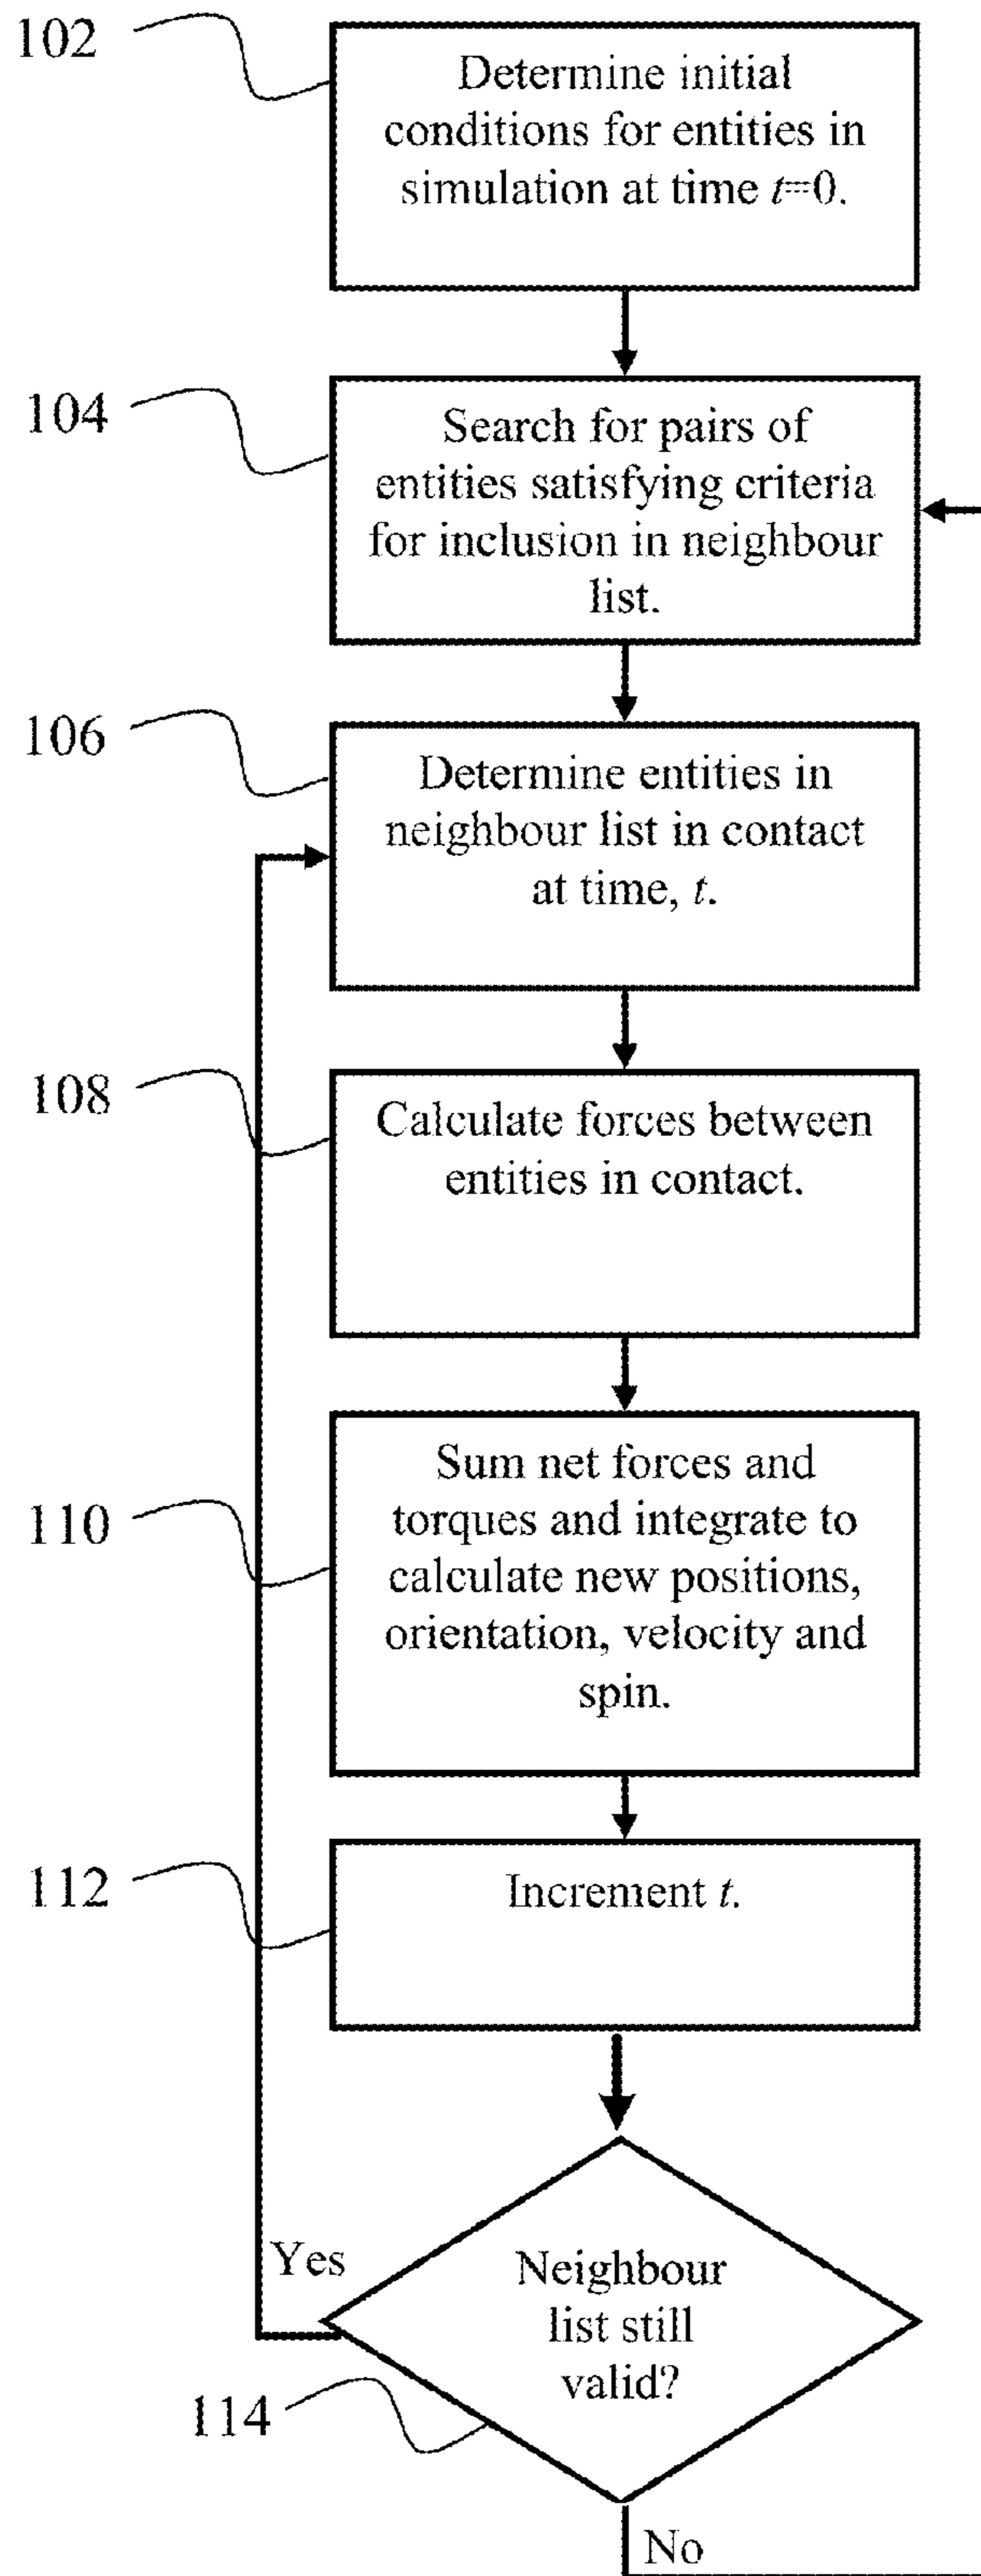 102
Determine initial
conditions for entities in
simulation at time t=0.
104
Search for pairs of
entities satisfying criteria
for inclusion in neighbour
list.
106
Determine entities in
neighbour list in contact
at time, t.
108
Calculate forces between
entities in contact.
110
Sum net forces and
torques and integrate to
calculate new positions,
orientation, velocity and
spin.
112
Increment t.
Yes
Neighbour
list still
valid?
114
No